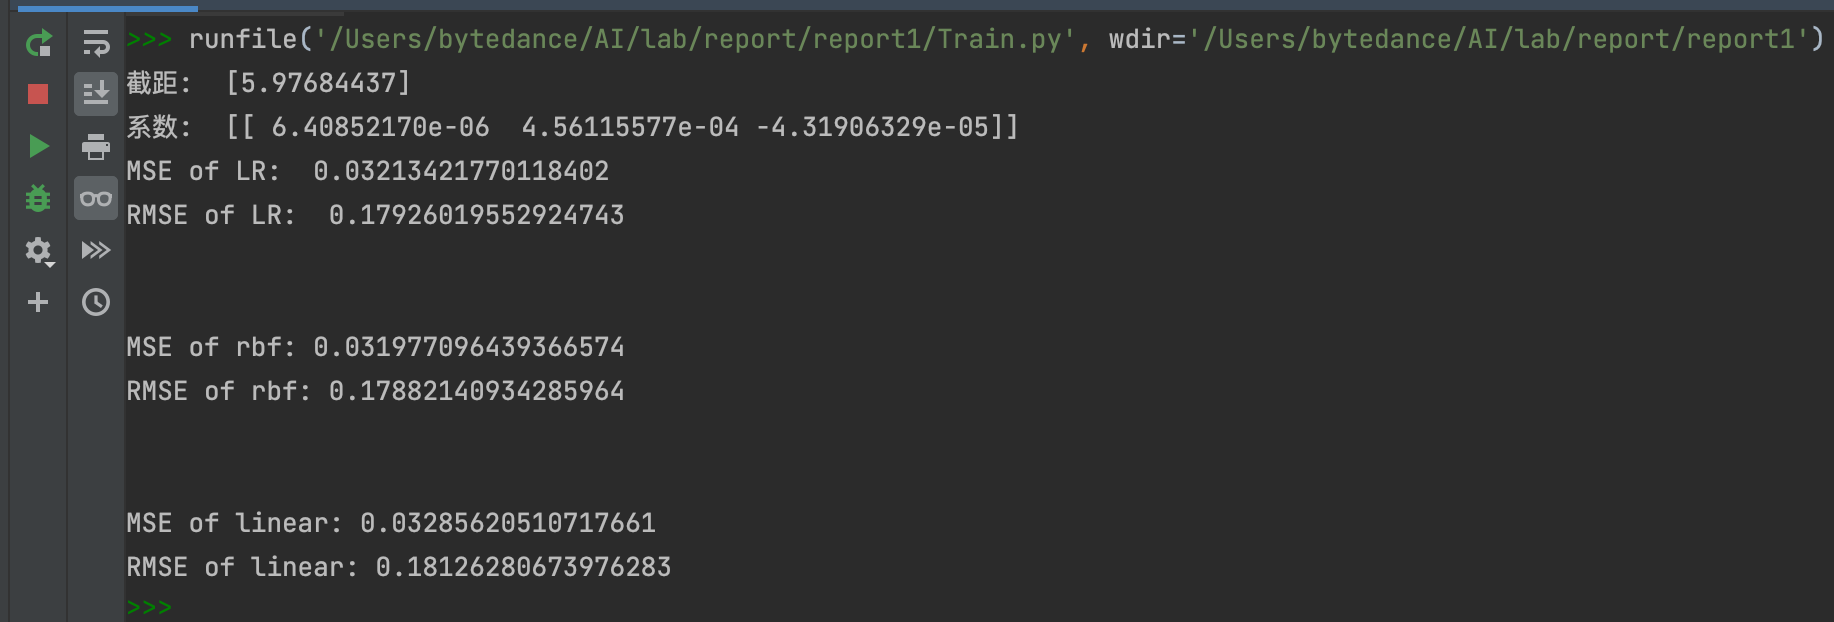 >>> runfile('/Users/bytedance/AI/lab/report/report1/Train.py', wdir='/Users/bytedance/AI/lab/report/report1')
截距： [5.97684437]
系数： [[ 6.40852170e-06  4.56115577e-04 -4.31906329e-05]]
MSE of LR:  0.03213421770118402
RMSE of LR:  0.17926019552924743
MSE of rbf: 0.031977096439366574
RMSE of rbf: 0.17882140934285964
MSE of linear: 0.03285620510717661
RMSE of linear: 0.18126280673976283
>>>